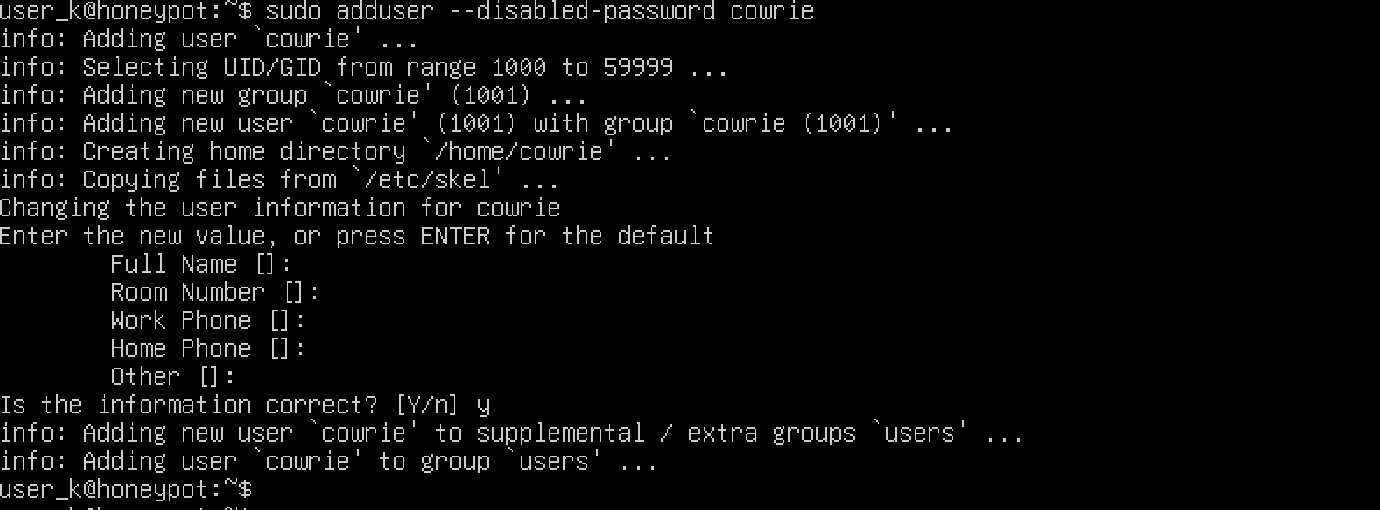 user_k@honeypot:~$ sudo adduser --disabled-password cowrie
info: Adding user `cowrie' ...
info: Selecting UID/GID from range 1000 to 59999 ...
info: Adding new group `cowrie' (1001) ...
info: Adding new user `cowrie' (1001) with group `cowrie (1001)' ...
info: Creating home directory `/home/cowrie' ...
info: Copying files from `/etc/skel' ...
Changing the user information for cowrie
Enter the new value, or press ENTER for the default
Full Name []:
Room Number []:
Work Phone []:
Home Phone []:
Other []:
Is the information correct? [Y/n] y
info: Adding new user `cowrie' to supplemental / extra groups `users' ...
info: Adding user `cowrie' to group `users' ...
user_k@honeypot:~$